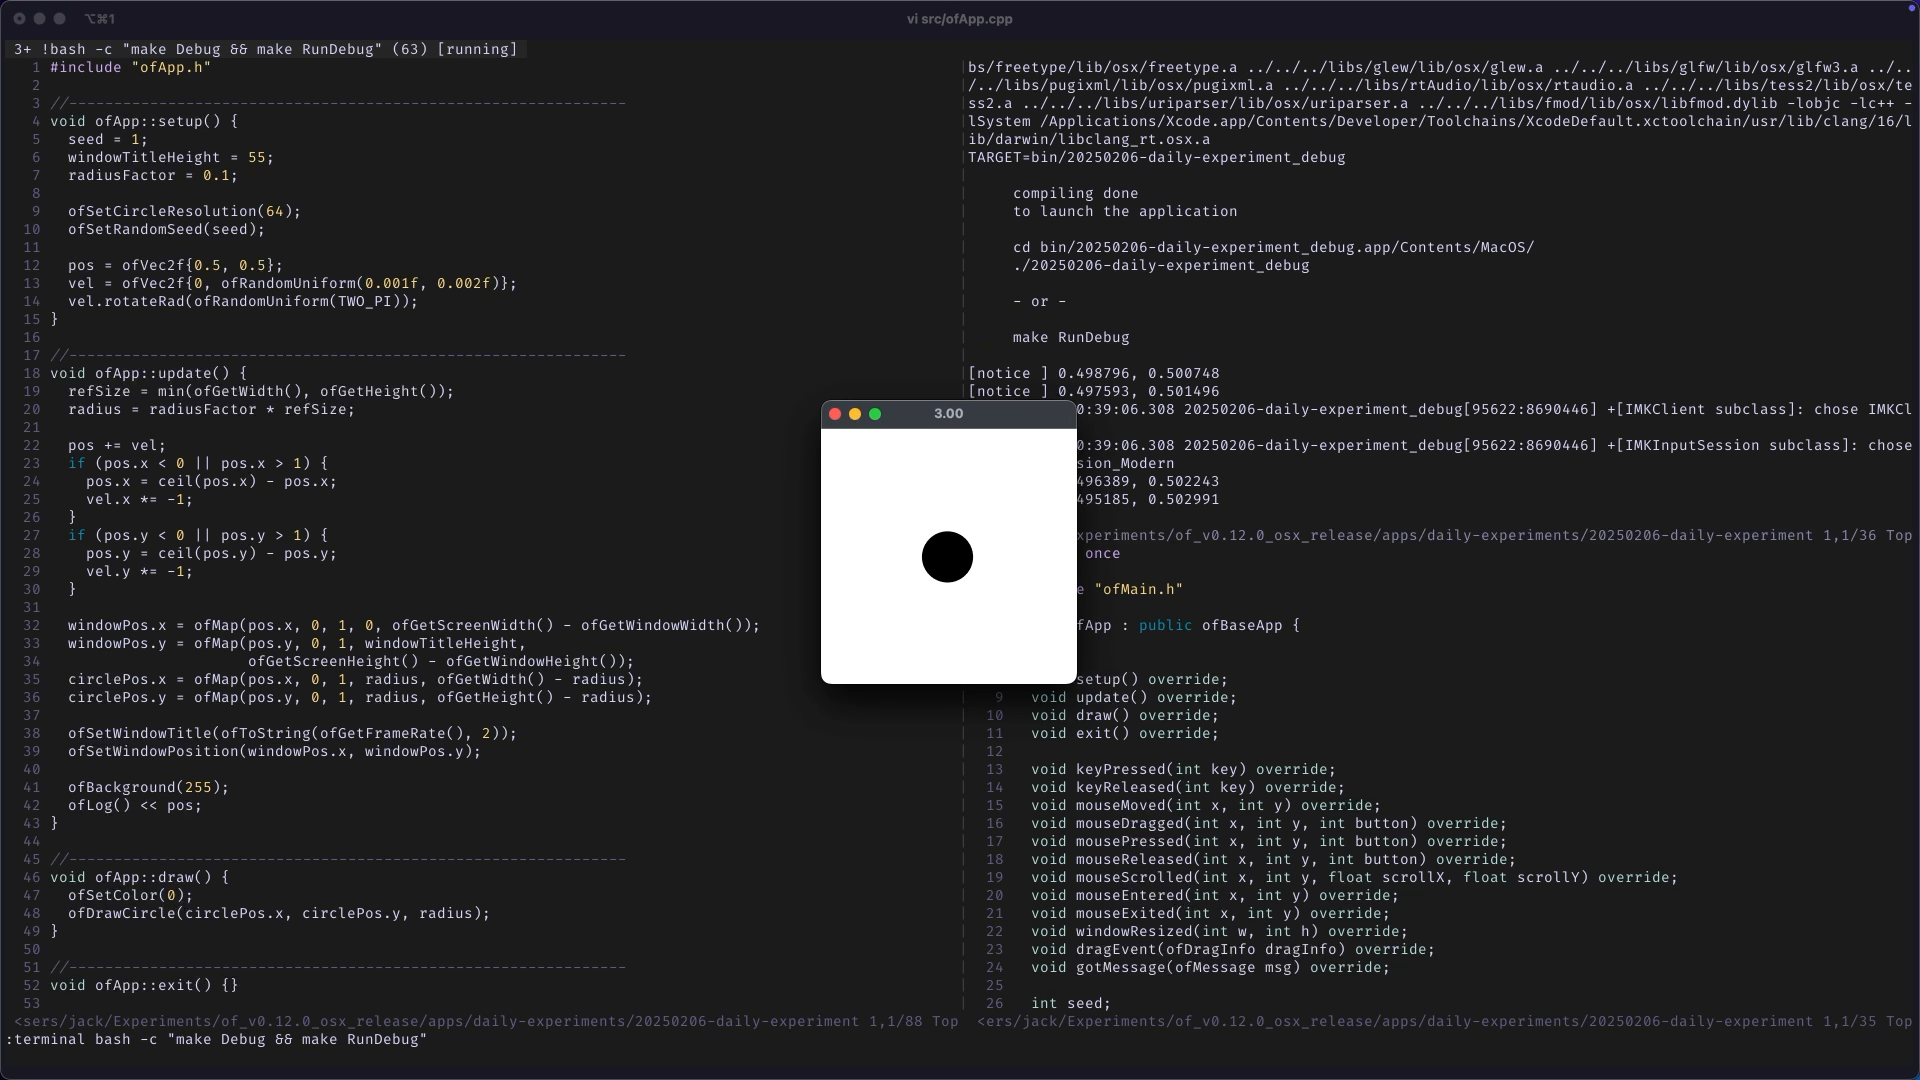 ⌥⌘1
vi src/ofApp.cpp
3+ !bash -c "make Debug && make RunDebug" (63) [running]
1 #include "ofApp.h"
2
3 //--------------------------------------------------------------
4 void ofApp::setup() {
5 seed = 1;
6 windowTitleHeight = 55;
7 radiusFactor = 0.1;
8
9 ofSetCircleResolution(64);
10 ofSetRandomSeed(seed);
11
12 pos = ofVec2f{0.5, 0.5};
13 vel = ofVec2f{0, ofRandomUniform(0.001f, 0.002f)};
14 vel.rotateRad(ofRandomUniform(TWO_PI));
15 }
16
17 //--------------------------------------------------------------
18 void ofApp::update() {
19 refSize = min(ofGetWidth(), ofGetHeight());
20 radius = radiusFactor * refSize;
21
22 pos += vel;
23 if (pos.x < 0 || pos.x > 1) {
24 pos.x = ceil(pos.x) - pos.x;
25 vel.x *= -1;
26 }
27 if (pos.y < 0 || pos.y > 1) {
28 pos.y = ceil(pos.y) - pos.y;
29 vel.y *= -1;
30 }
31
32 windowPos.x = ofMap(pos.x, 0, 1, 0, ofGetScreenWidth() - ofGetWindowWidth());
33 windowPos.y = ofMap(pos.y, 0, 1, windowTitleHeight,
34 ofGetScreenHeight() - ofGetWindowHeight());
35 circlePos.x = ofMap(pos.x, 0, 1, radius, ofGetWidth() - radius);
36 circlePos.y = ofMap(pos.y, 0, 1, radius, ofGetHeight() - radius);
37
38 ofSetWindowTitle(ofToString(ofGetFrameRate(), 2));
39 ofSetWindowPosition(windowPos.x, windowPos.y);
40
41 ofBackground(255);
42 ofLog() << pos;
43 }
44
45 //--------------------------------------------------------------
46 void ofApp::draw() {
47 ofSetColor(0);
48 ofDrawCircle(circlePos.x, circlePos.y, radius);
49 }
50
51 //--------------------------------------------------------------
52 void ofApp::exit() {}
53
<sers/jack/Experiments/of_v0.12.0_osx_release/apps/daily-experiments/20250206-daily-experiment 1,1/88 Top
bs/freetype/lib/osx/freetype.a ../../../libs/glew/lib/osx/glew.a ../../../libs/glfw/lib/osx/glfw3.a ../..
/../libs/pugixml/lib/osx/pugixml.a ../../../libs/rtAudio/lib/osx/rtaudio.a ../../../libs/tess2/lib/osx/te
ss2.a ../../../libs/uriparser/lib/osx/uriparser.a ../../../libs/fmod/lib/osx/libfmod.dylib -lobjc -lc++ -
lSystem /Applications/Xcode.app/Contents/Developer/Toolchains/XcodeDefault.xctoolchain/usr/lib/clang/16/l
ib/darwin/libclang_rt.osx.a
TARGET=bin/20250206-daily-experiment_debug
compiling done
to launch the application
cd bin/20250206-daily-experiment_debug.app/Contents/MacOS/
./20250206-daily-experiment_debug
- or -
make RunDebug
[notice ] 0.498796, 0.500748
[notice ] 0.497593, 0.501496
0:39:06.308 20250206-daily-experiment_debug[95622:8690446] +[IMKClient subclass]: chose IMKCl
0:39:06.308 20250206-daily-experiment_debug[95622:8690446] +[IMKInputSession subclass]: chose
sion_Modern
496389, 0.502243
495185, 0.502991
xperiments/of_v0.12.0_osx_release/apps/daily-experiments/20250206-daily-experiment 1,1/36 Top
3.00
once
e "ofMain.h"
fApp : public ofBaseApp {
setup() override;
9 void update() override;
10 void draw() override;
11 void exit() override;
12
13 void keyPressed(int key) override;
14 void keyReleased(int key) override;
15 void mouseMoved(int x, int y) override;
16 void mouseDragged(int x, int y, int button) override;
17 void mousePressed(int x, int y, int button) override;
18 void mouseReleased(int x, int y, int button) override;
19 void mouseScrolled(int x, int y, float scrollX, float scrollY) override;
20 void mouseEntered(int x, int y) override;
21 void mouseExited(int x, int y) override;
22 void windowResized(int w, int h) override;
23 void dragEvent(ofDragInfo dragInfo) override;
24 void gotMessage(ofMessage msg) override;
25
26 int seed;
<ers/jack/Experiments/of_v0.12.0_osx_release/apps/daily-experiments/20250206-daily-experiment 1,1/35 Top
:terminal bash -c "make Debug && make RunDebug"